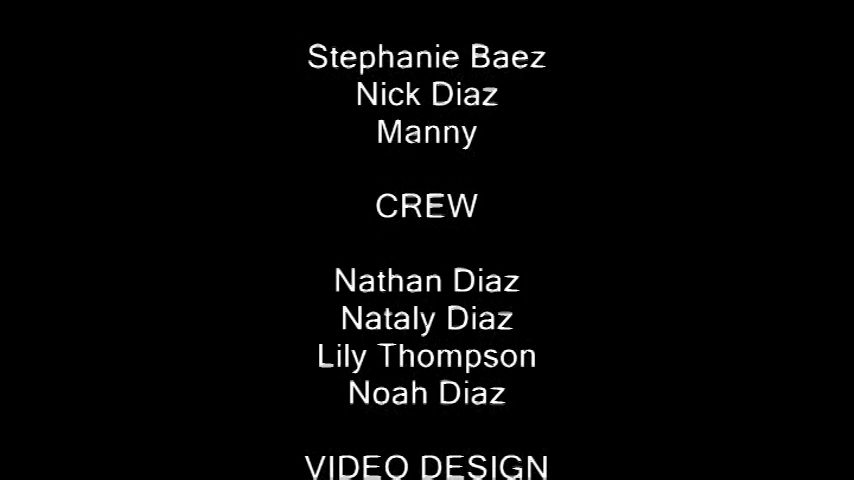 Stephanie Baez
Nick Diaz
Manny
CREW
Nathan Diaz
Nataly Diaz
Lily Thompson
Noah Diaz
VIDEO DESIGN